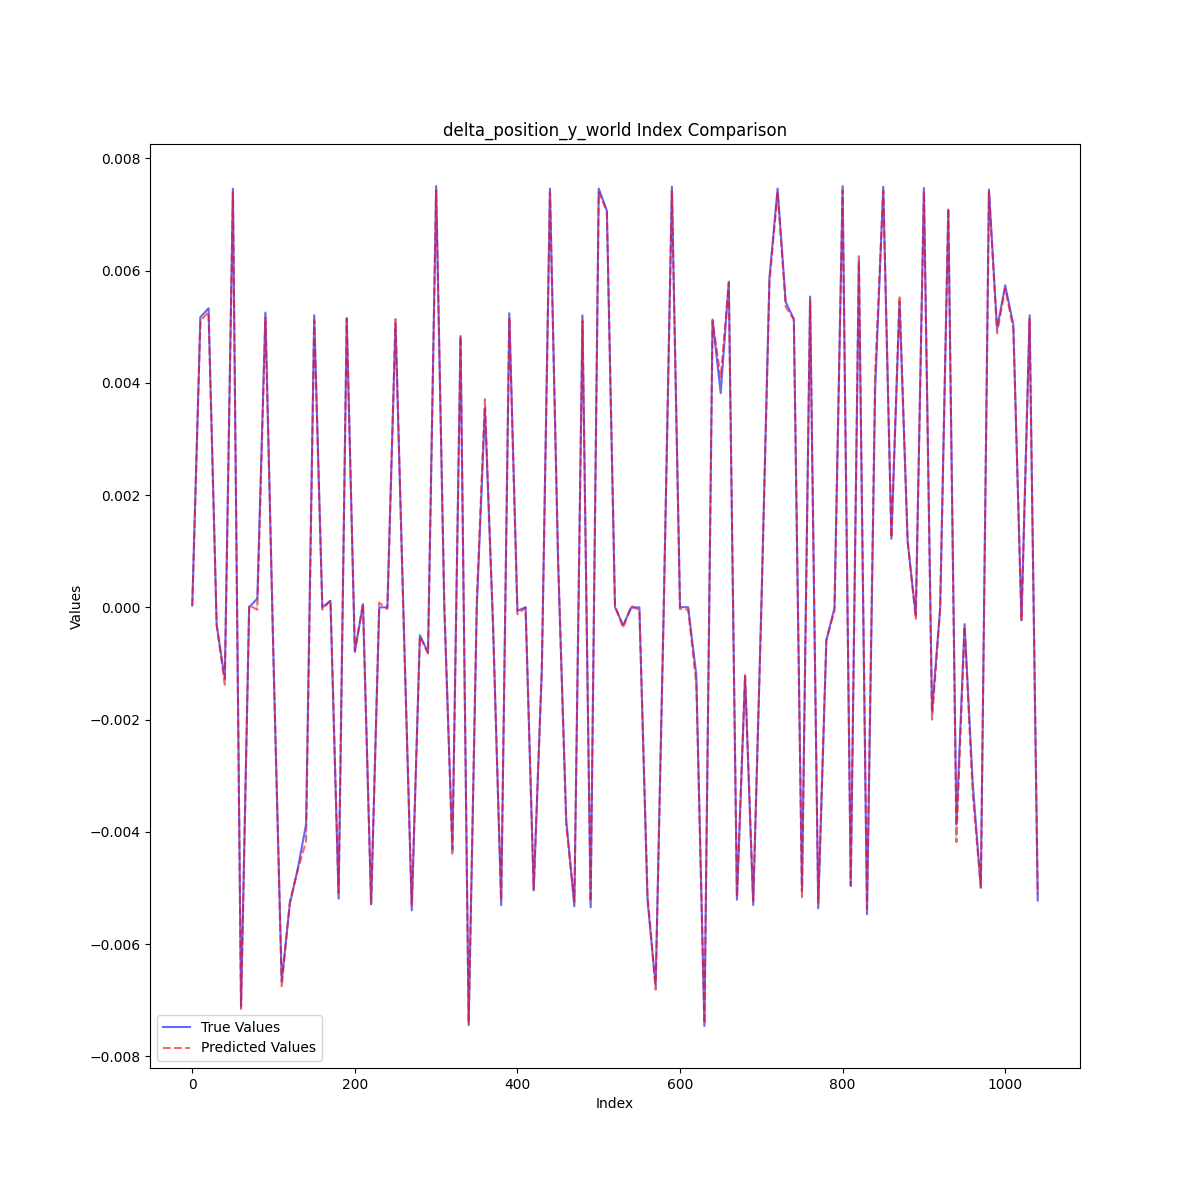 delta_position_y_world Index Comparison
0.008
0.006
0.004
0.002
0.000
−0.002
−0.004
−0.006
−0.008
Values
True Values
Predicted Values
0 200 400 600 800 1000
Index